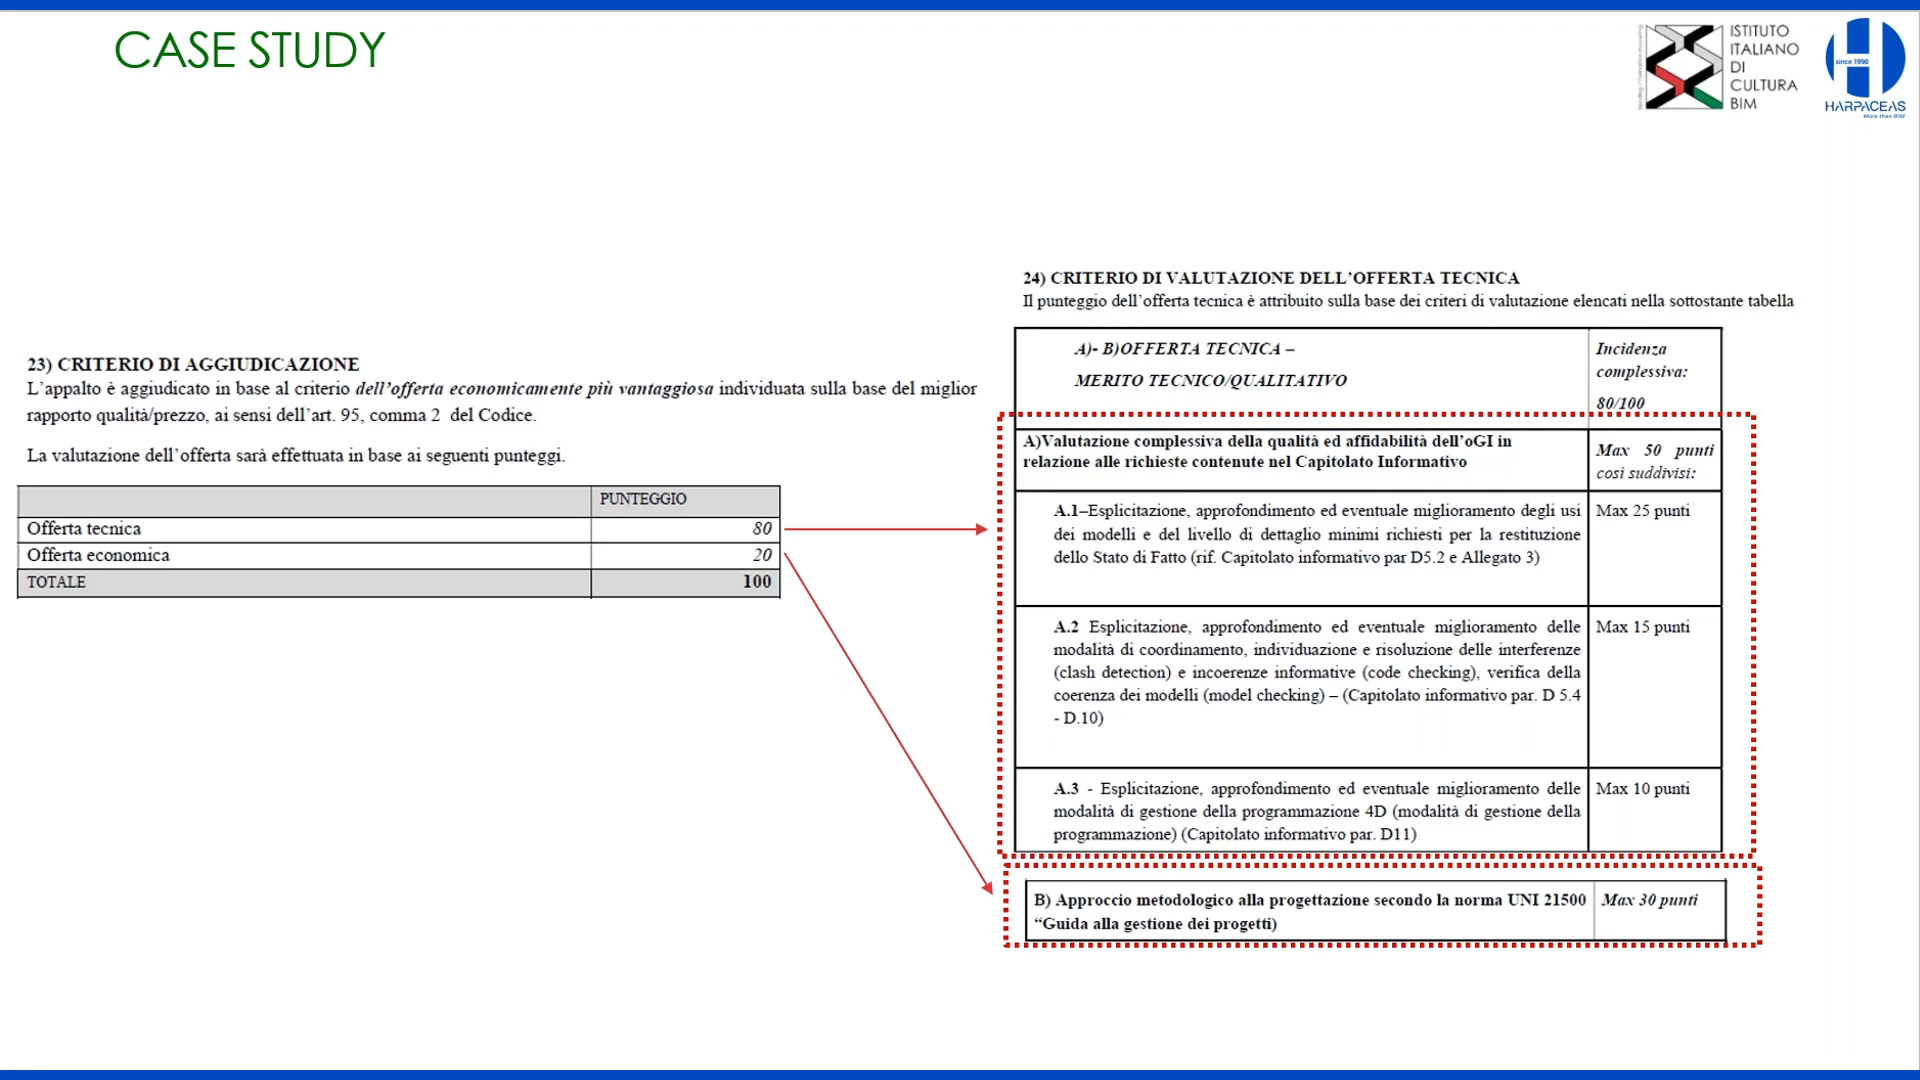 CASE STUDY
ISTITUTO
ITALIANO
DI
CULTURA
BIM
since 1990
HARPACEAS
More than BIM
23) CRITERIO DI AGGIUDICAZIONE
L'appalto è aggiudicato in base al criterio dell'offerta economicamente più vantaggiosa individuata sulla base del miglior
rapporto qualità/prezzo, ai sensi dell'art. 95, comma 2 del Codice.
La valutazione dell'offerta sarà effettuata in base ai seguenti punteggi.
PUNTEGGIO
Offerta tecnica 80
Offerta economica 20
TOTALE 100
24) CRITERIO DI VALUTAZIONE DELL'OFFERTA TECNICA
Il punteggio dell'offerta tecnica è attribuito sulla base dei criteri di valutazione elencati nella sottostante tabella
A)- B)OFFERTA TECNICA –
MERITO TECNICO/QUALITATIVO
Incidenza
complessiva:
80/100
A)Valutazione complessiva della qualità ed affidabilità dell'oGI in
relazione alle richieste contenute nel Capitolato Informativo
Max 50 punti
così suddivisi:
A.1–Esplicitazione, approfondimento ed eventuale miglioramento degli usi
dei modelli e del livello di dettaglio minimi richiesti per la restituzione
dello Stato di Fatto (rif. Capitolato informativo par D5.2 e Allegato 3)
Max 25 punti
A.2 Esplicitazione, approfondimento ed eventuale miglioramento delle
modalità di coordinamento, individuazione e risoluzione delle interferenze
(clash detection) e incoerenze informative (code checking), verifica della
coerenza dei modelli (model checking) – (Capitolato informativo par. D 5.4
- D.10)
Max 15 punti
A.3 - Esplicitazione, approfondimento ed eventuale miglioramento delle
modalità di gestione della programmazione 4D (modalità di gestione della
programmazione) (Capitolato informativo par. D11)
Max 10 punti
B) Approccio metodologico alla progettazione secondo la norma UNI 21500
“Guida alla gestione dei progetti)
Max 30 punti